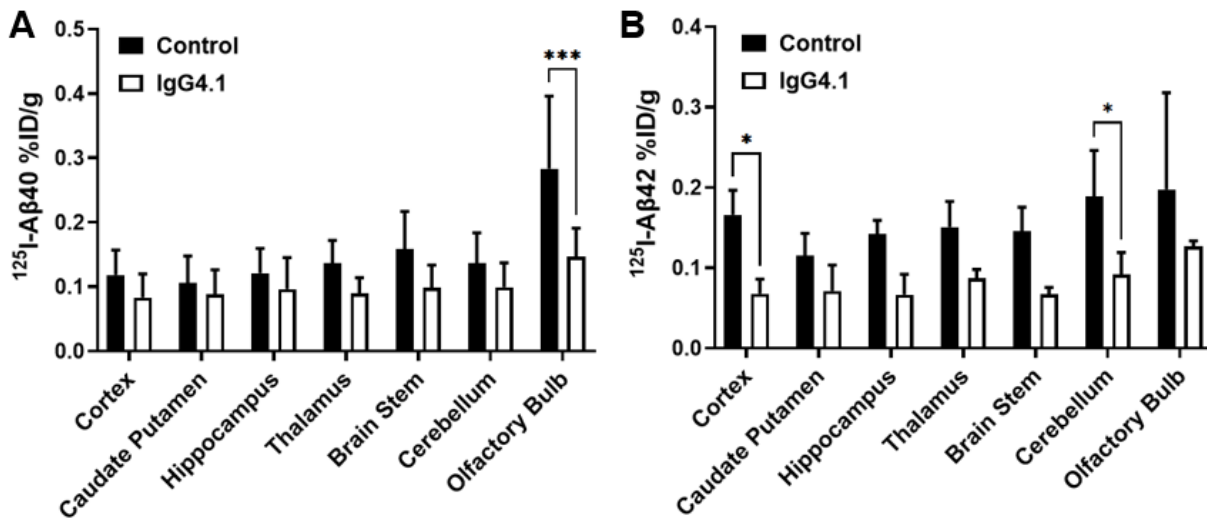 A
¹²⁵I-Aβ40 %ID/g
0.5
0.4
0.3
0.2
0.1
0.0
Control
IgG4.1
***
Cortex
Caudate Putamen
Hippocampus
Thalamus
Brain Stem
Cerebellum
Olfactory Bulb
B
¹²⁵I-Aβ42 %ID/g
0.4
0.3
0.2
0.1
0.0
Control
IgG4.1
*
*
Cortex
Caudate Putamen
Hippocampus
Thalamus
Brain Stem
Cerebellum
Olfactory Bulb